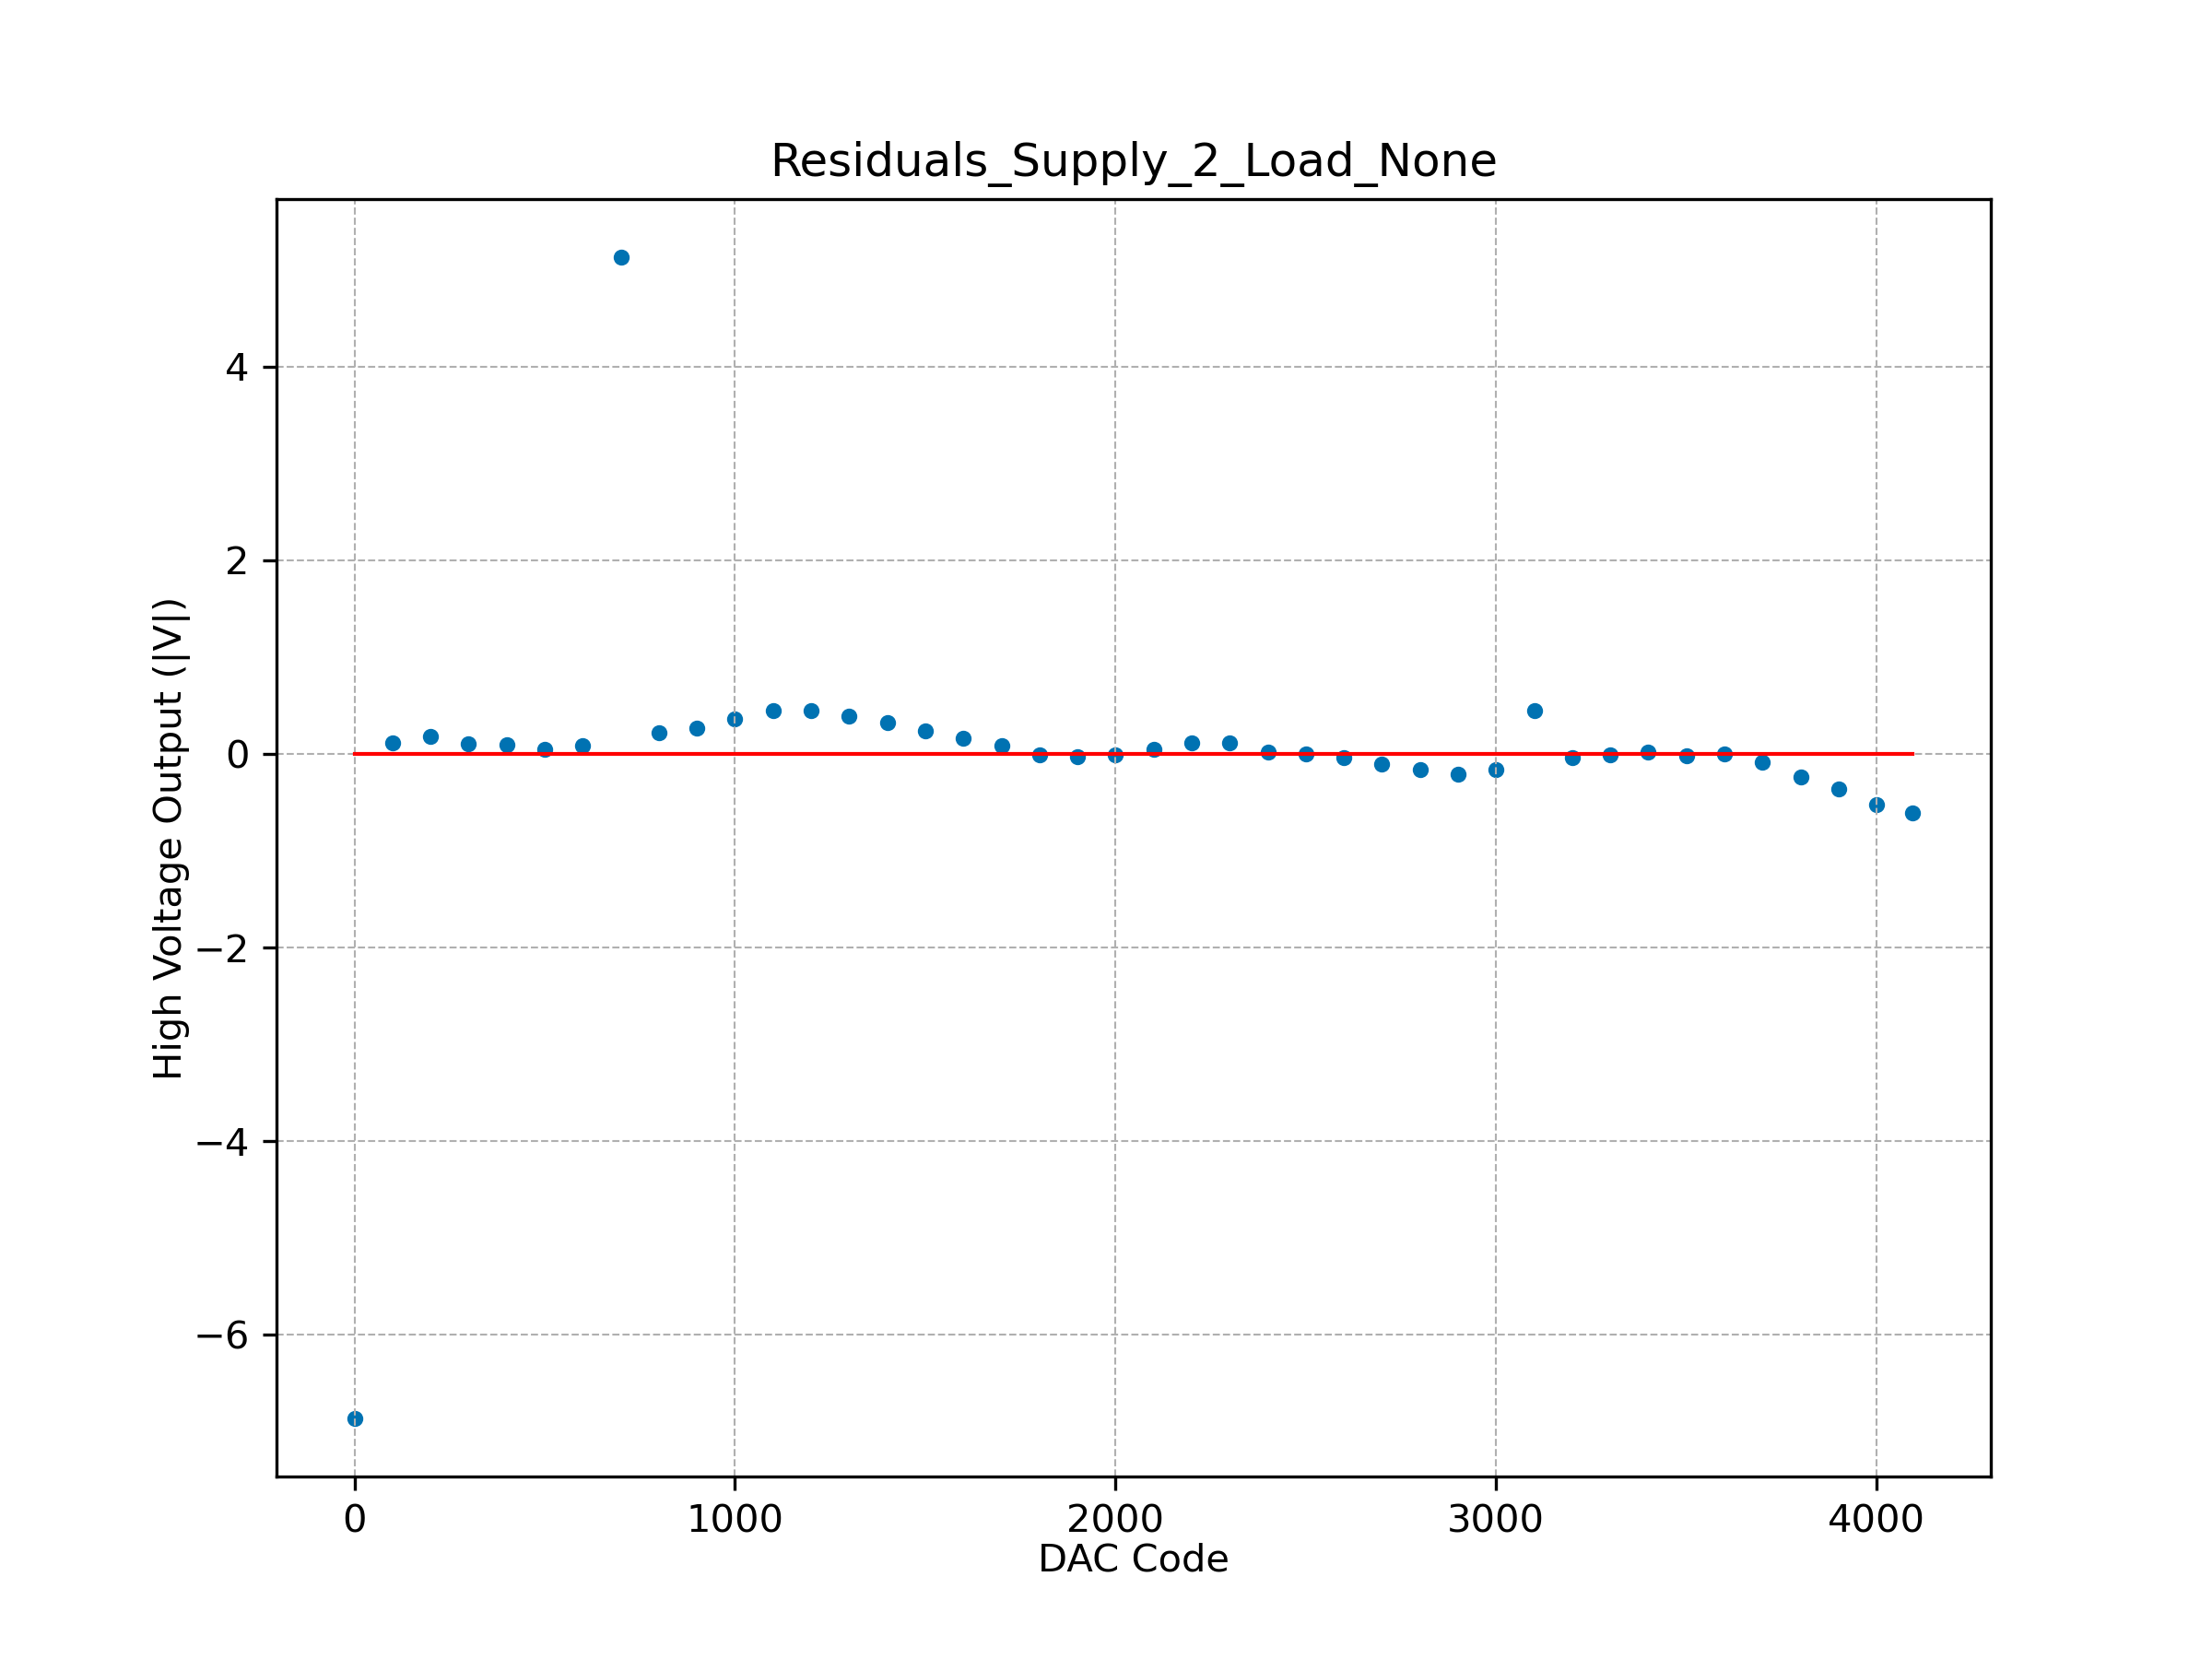 Residuals_Supply_2_Load_None
High Voltage Output (|V|)
4
2
0
−2
−4
−6
0 1000 2000 3000 4000
DAC Code